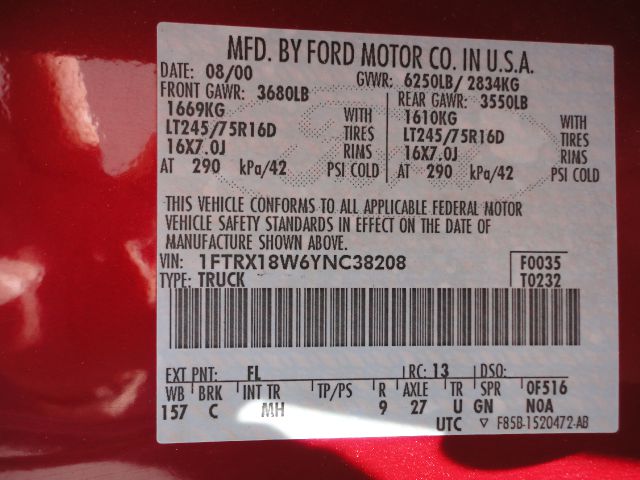 MFD. BY FORD MOTOR CO. IN U.S.A.
DATE: 08/00 GVWR: 6250LB/ 2834KG
FRONT GAWR: 3680LB REAR GAWR: 3550LB
1669KG WITH 1610KG WITH
LT245/75R16D TIRES LT245/75R16D TIRES
16X7.0J RIMS 16X7.0J RIMS
AT 290 kPa/42 PSI COLD AT 290 kPa/42 PSI COLD
THIS VEHICLE CONFORMS TO ALL APPLICABLE FEDERAL MOTOR
VEHICLE SAFETY STANDARDS IN EFFECT ON THE DATE OF
MANUFACTURE SHOWN ABOVE.
VIN: 1FTRX18W6YNC38208 F0035
TYPE: TRUCK T0232
EXT PNT: FL RC: 13 DSO:
WB BRK INT TR TP/PS R AXLE TR SPR 0F516
157 C MH 9 27 U GN NOA
UTC ▽ F85B-1520472-AB